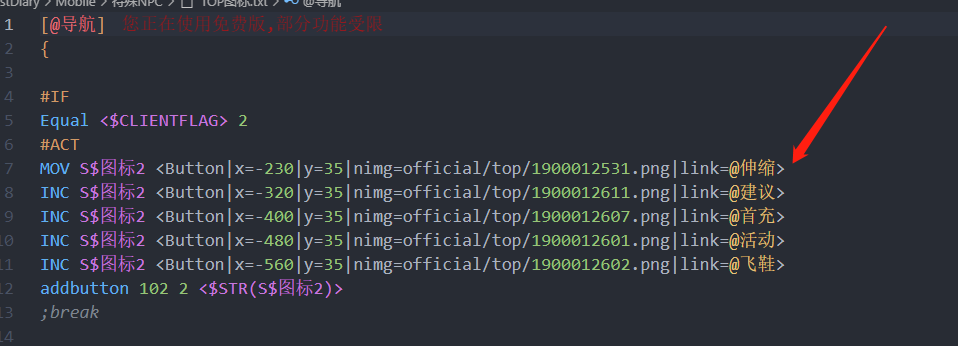 stDiary > Mobile > 特殊NPC > TOP图标.txt > @导航
1 [@导航] 您正在使用免费版,部分功能受限
2 {
3
4 #IF
5 Equal <$CLIENTFLAG> 2
6 #ACT
7 MOV S$图标2 <Button|x=-230|y=35|nimg=official/top/1900012531.png|link=@伸缩>
8 INC S$图标2 <Button|x=-320|y=35|nimg=official/top/1900012611.png|link=@建议>
9 INC S$图标2 <Button|x=-400|y=35|nimg=official/top/1900012607.png|link=@首充>
10 INC S$图标2 <Button|x=-480|y=35|nimg=official/top/1900012601.png|link=@活动>
11 INC S$图标2 <Button|x=-560|y=35|nimg=official/top/1900012602.png|link=@飞鞋>
12 addbutton 102 2 <$STR(S$图标2)>
13 ;break
14